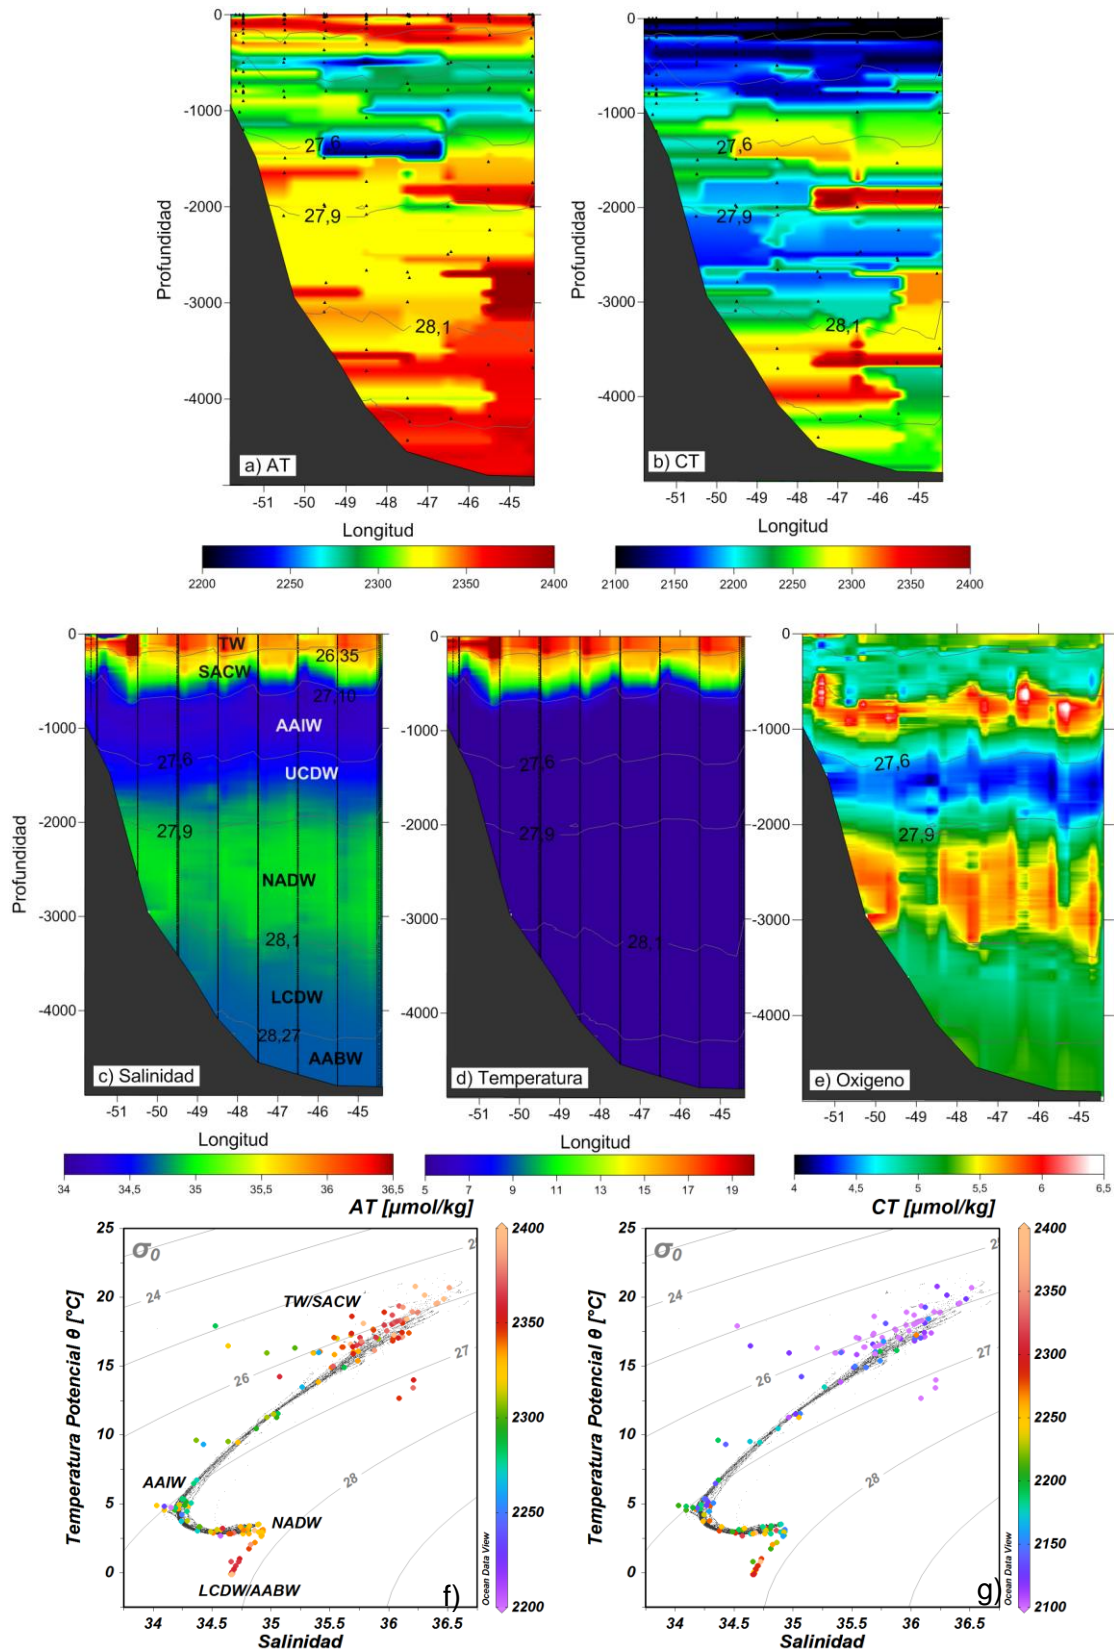 0
-1000
-2000
-3000
-4000
Profundidad
27,6
27,9
28,1
a) AT
-51 -50 -49 -48 -47 -46 -45
Longitud
2200 2250 2300 2350 2400
0
-1000
-2000
-3000
-4000
Profundidad
27,6
27,9
28,1
b) CT
-51 -50 -49 -48 -47 -46 -45
Longitud
2100 2150 2200 2250 2300 2350 2400
0
-1000
-2000
-3000
-4000
Profundidad
TW
26,35
SACW
27,10
AAIW
27,6
UCDW
27,9
NADW
28,1
LCDW
28,27
AABW
c) Salinidad
-51 -50 -49 -48 -47 -46 -45
Longitud
34 34,5 35 35,5 36 36,5
0
-1000
-2000
-3000
-4000
27,6
27,9
28,1
d) Temperatura
-51 -50 -49 -48 -47 -46 -45
Longitud
5 7 9 11 13 15 17 19
0
-1000
-2000
-3000
-4000
27,6
27,9
e) Oxigeno
-51 -50 -49 -48 -47 -46 -45
4 4,5 5 5,5 6 6,5
AT [µmol/kg]
25
20
15
10
5
0
Temperatura Potencial θ [°C]
σ0
24
26
27
28
TW/SACW
AAIW
NADW
LCDW/AABW
f)
34 34.5 35 35.5 36 36.5
Salinidad
2400
2350
2300
2250
2200
Ocean Data View
CT [µmol/kg]
25
20
15
10
5
0
Temperatura Potencial θ [°C]
σ0
24
26
27
28
g)
34 34.5 35 35.5 36 36.5
Salinidad
2400
2350
2300
2250
2200
2150
2100
Ocean Data View